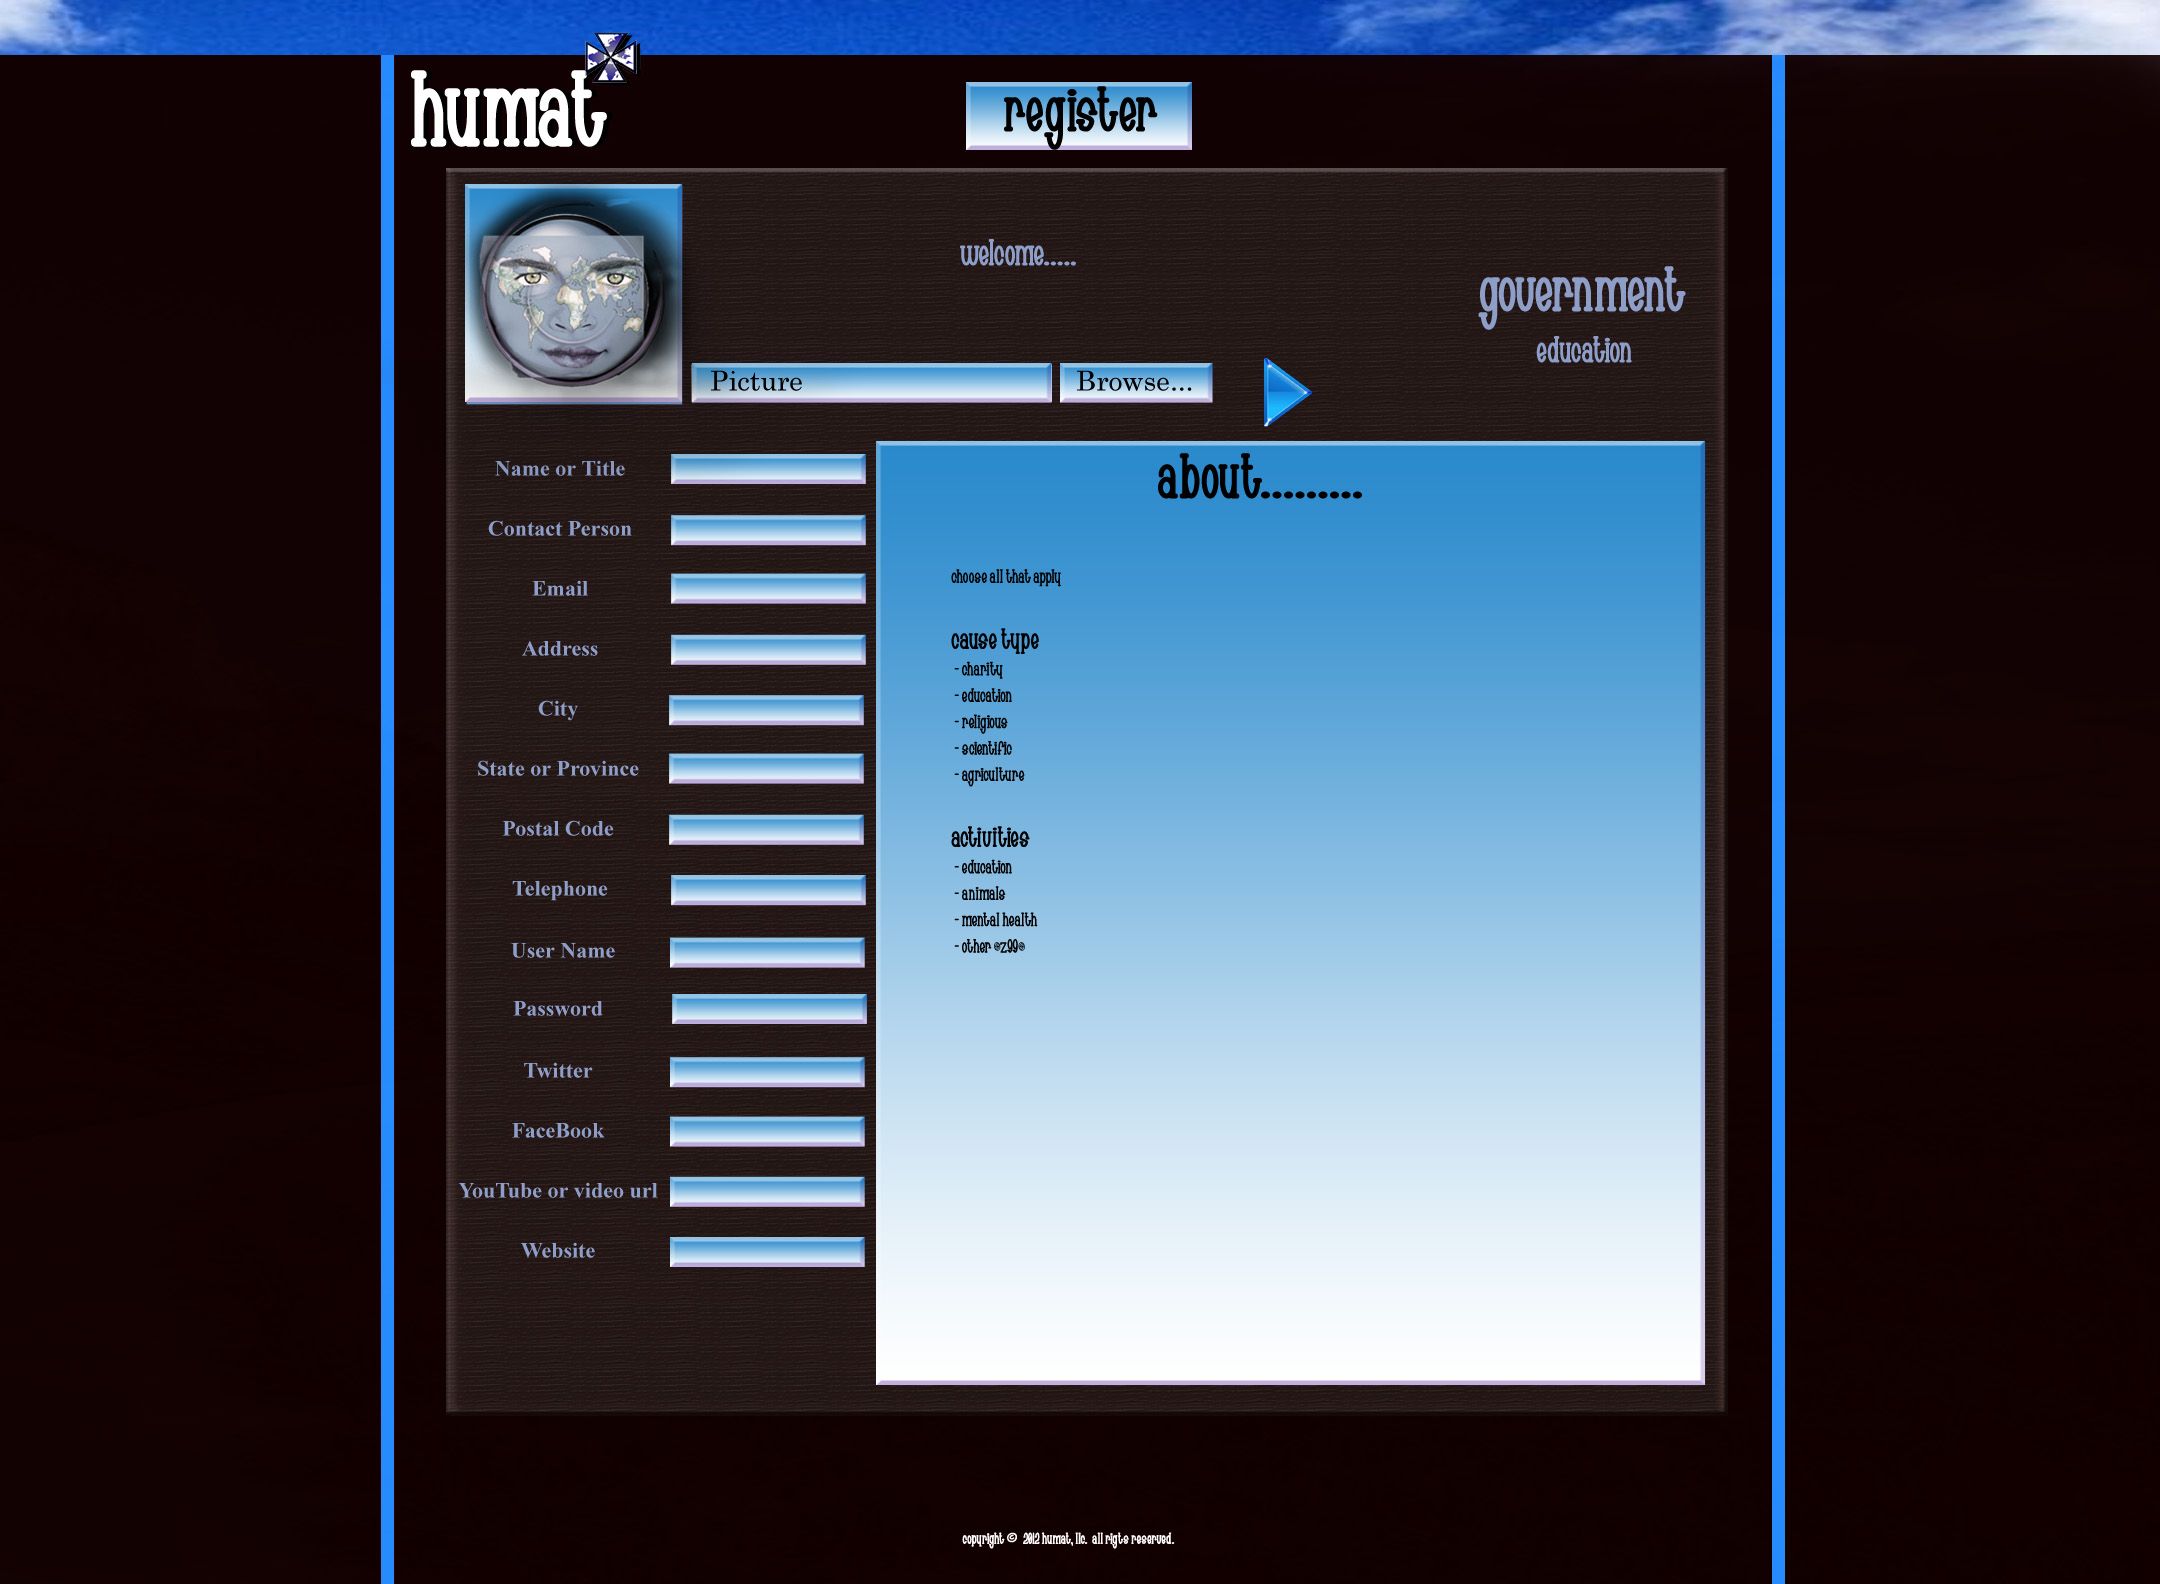 humat
register
welcome.....
government
education
Picture
Browse...
about.........
Name or Title
Contact Person
Email
Address
City
State or Province
Postal Code
Telephone
User Name
Password
Twitter
FaceBook
YouTube or video url
Website
choose all that apply
cause type
- charity
- education
- religious
- scientific
- agriculture
activities
- education
- animals
- mental health
- other @z99@
copyright © 2012 humat, llc. all rigts reserved.